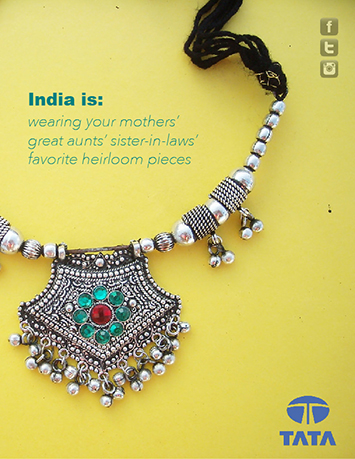 India is:
wearing your mothers'
great aunts' sister-in-laws'
favorite heirloom pieces
TATA